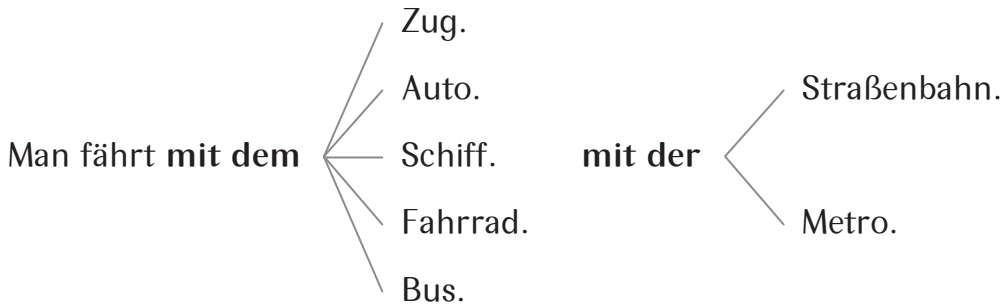 Zug.
Auto.
Straßenbahn.
Man fährt mit dem
Schiff.
mit der
Fahrrad.
Metro.
Bus.